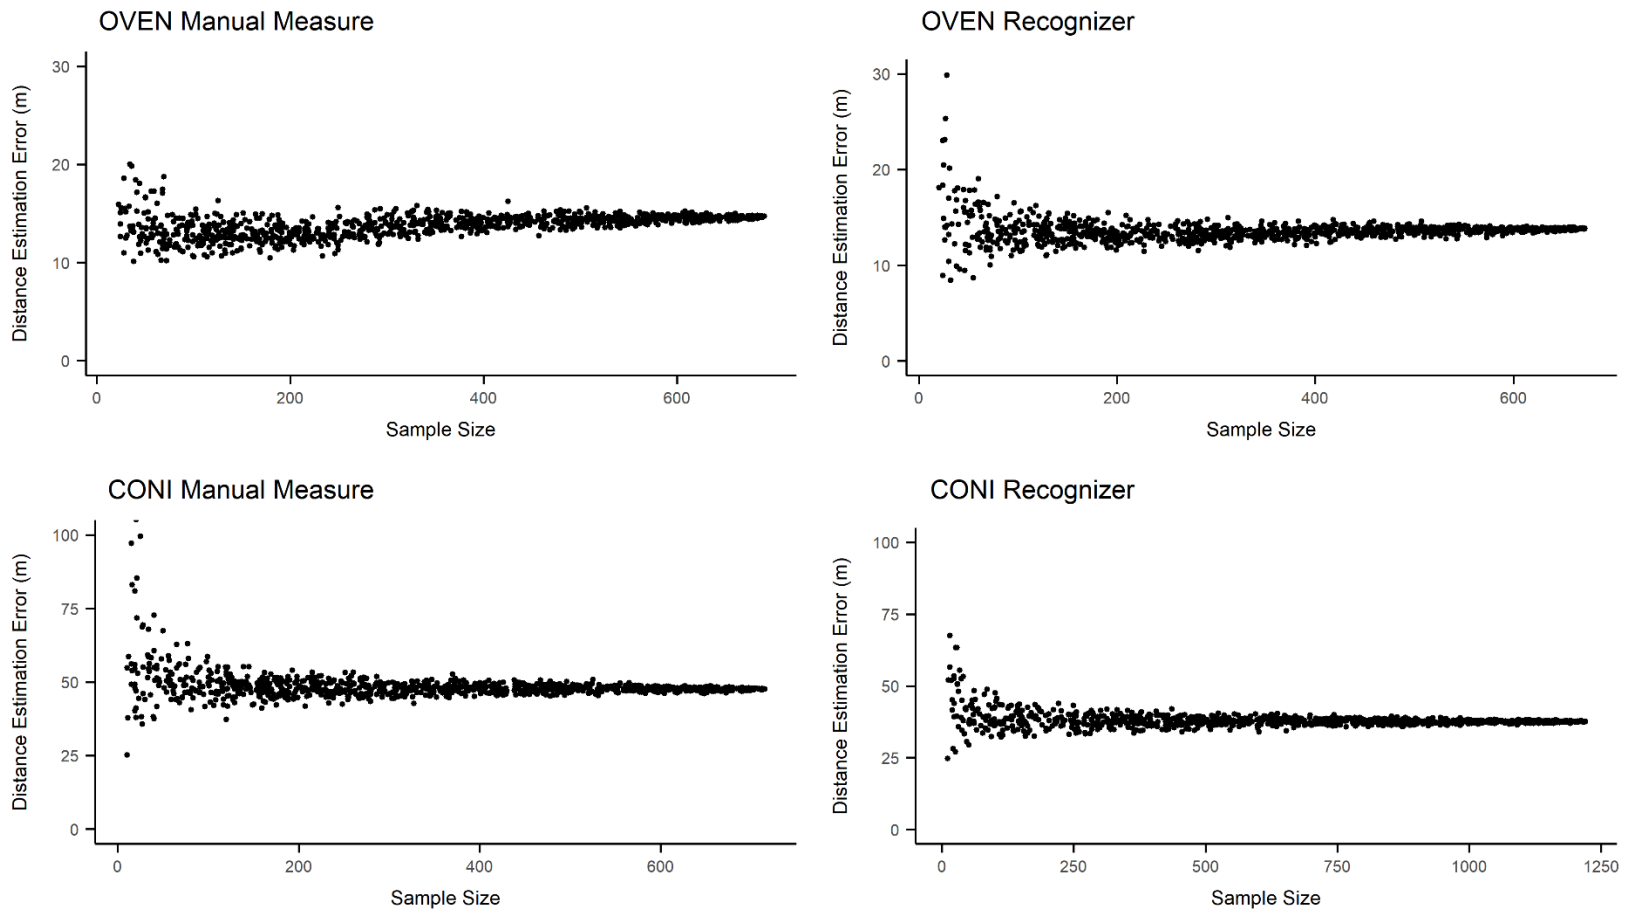 OVEN Manual Measure
30
20
10
0
Distance Estimation Error (m)
0 200 400 600
Sample Size
OVEN Recognizer
30
20
10
0
Distance Estimation Error (m)
0 200 400 600
Sample Size
CONI Manual Measure
100
75
50
25
0
Distance Estimation Error (m)
0 200 400 600
Sample Size
CONI Recognizer
100
75
50
25
0
Distance Estimation Error (m)
0 250 500 750 1000 1250
Sample Size